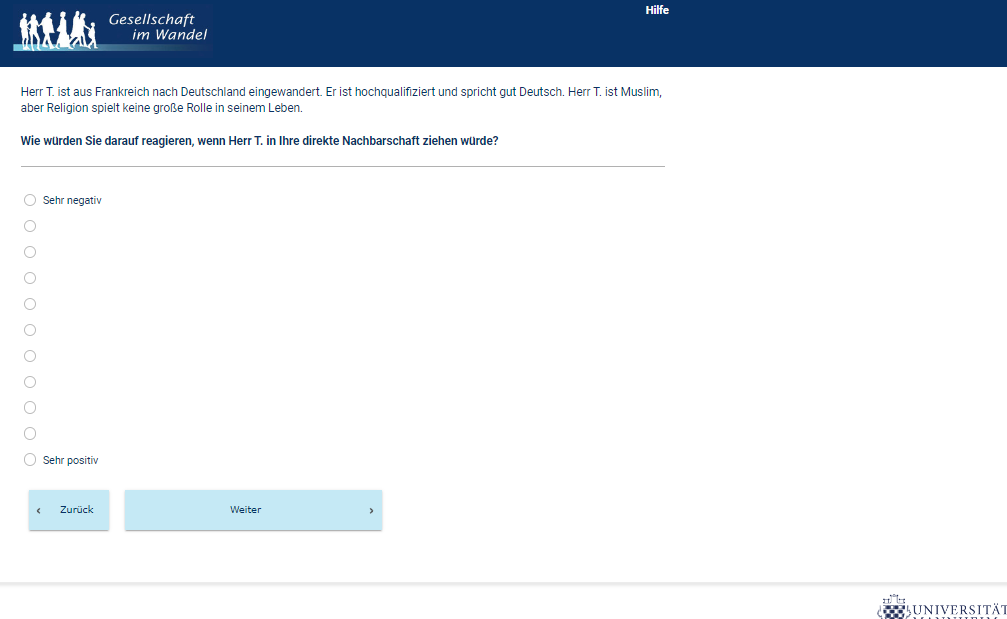 Gesellschaft
im Wandel
Hilfe
Herr T. ist aus Frankreich nach Deutschland eingewandert. Er ist hochqualifiziert und spricht gut Deutsch. Herr T. ist Muslim,
aber Religion spielt keine große Rolle in seinem Leben.
Wie würden Sie darauf reagieren, wenn Herr T. in Ihre direkte Nachbarschaft ziehen würde?
Sehr negativ
Sehr positiv
‹ Zurück
Weiter ›
UNIVERSITÄT